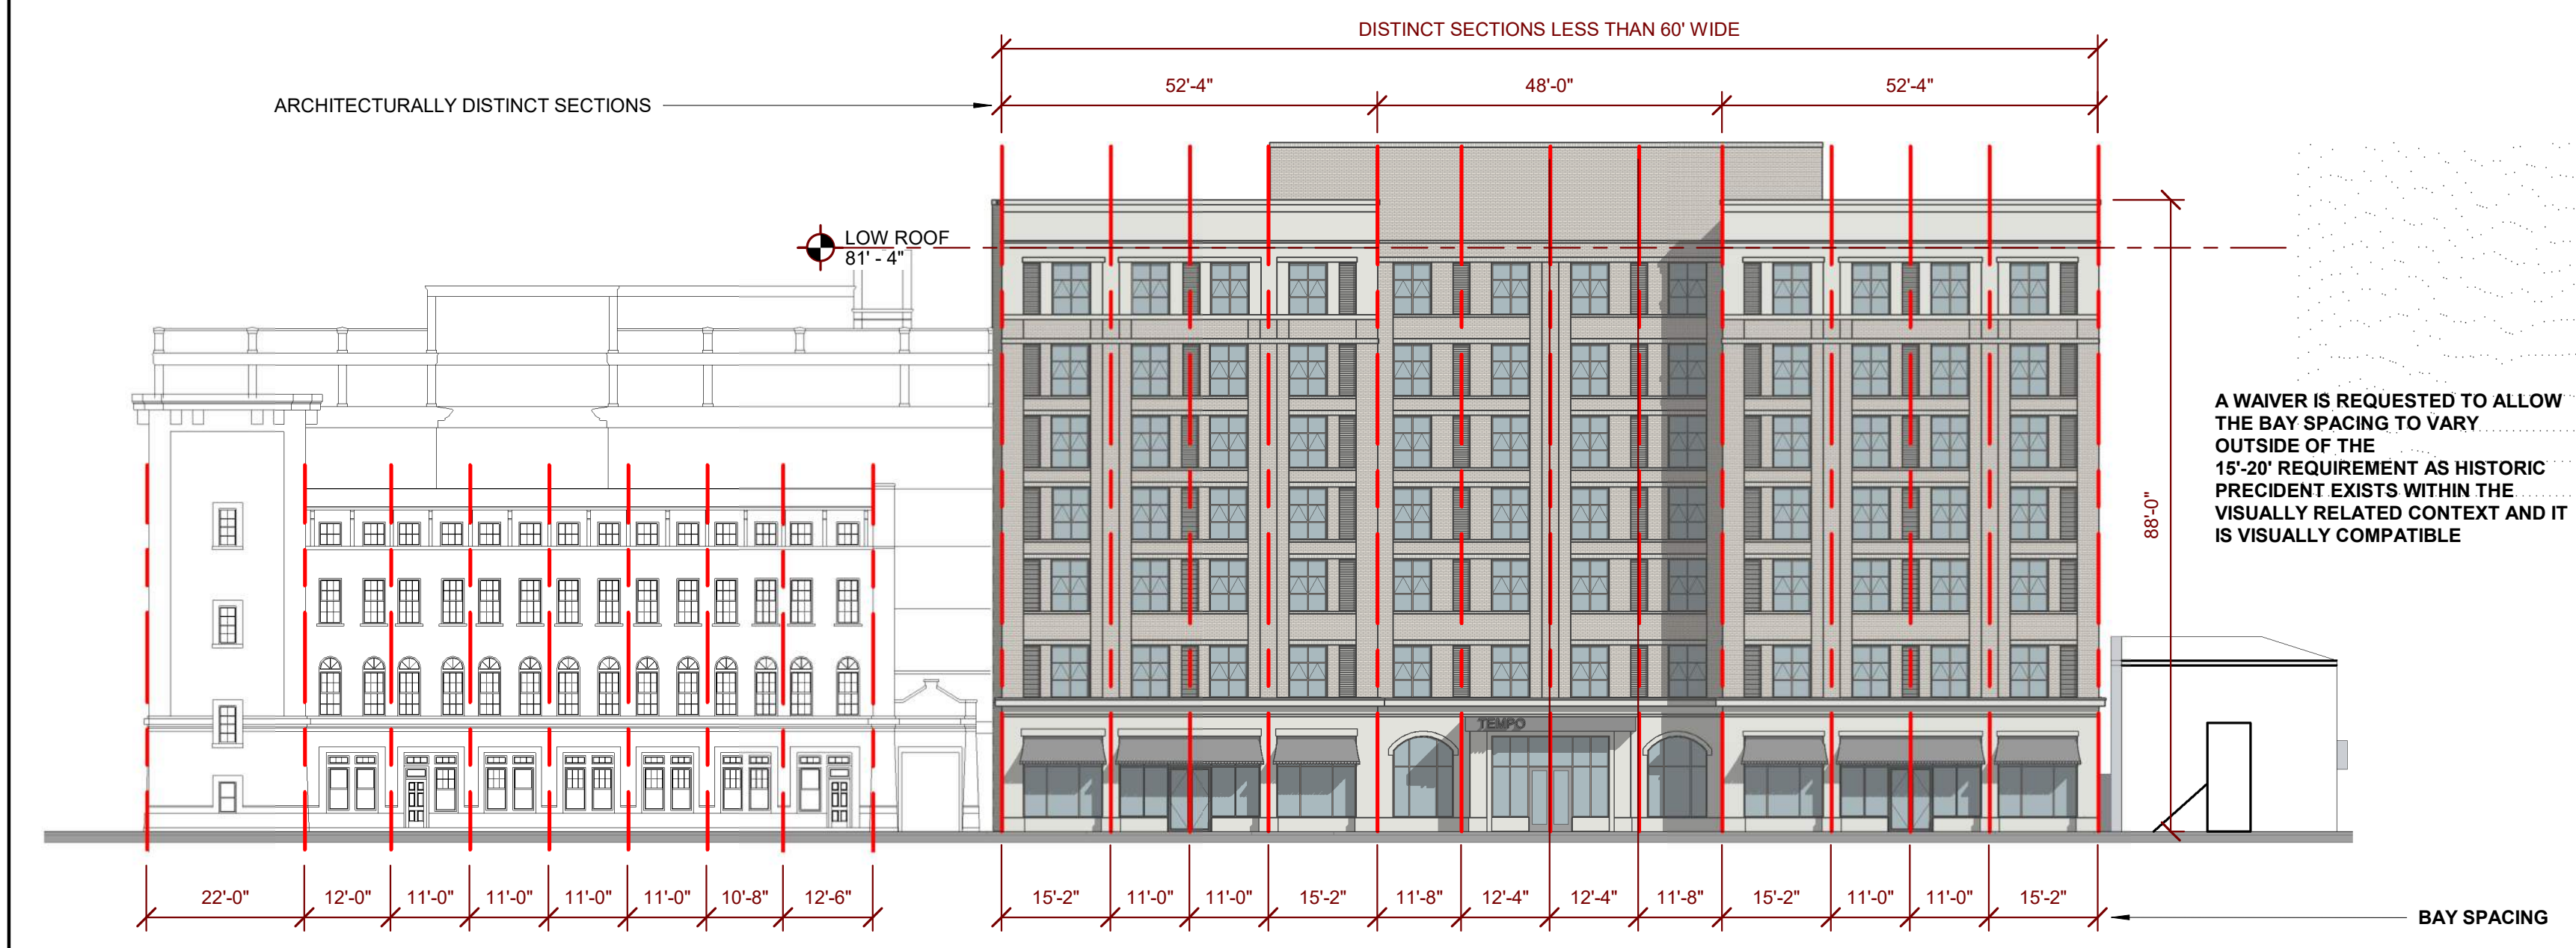 DISTINCT SECTIONS LESS THAN 60' WIDE
52'-4" 48'-0" 52'-4"
ARCHITECTURALLY DISTINCT SECTIONS
LOW ROOF
81' - 4"
A WAIVER IS REQUESTED TO ALLOW
THE BAY SPACING TO VARY
OUTSIDE OF THE
15'-20' REQUIREMENT AS HISTORIC
PRECIDENT EXISTS WITHIN THE
VISUALLY RELATED CONTEXT AND IT
IS VISUALLY COMPATIBLE
88'-0"
TEMPO
22'-0" 12'-0" 11'-0" 11'-0" 11'-0" 11'-0" 10'-8" 12'-6" 15'-2" 11'-0" 11'-0" 15'-2" 11'-8" 12'-4" 12'-4" 11'-8" 15'-2" 11'-0" 11'-0" 15'-2"
BAY SPACING